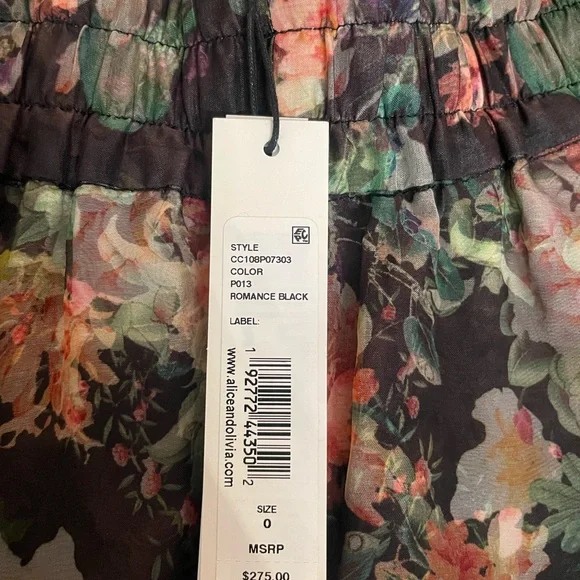 STYLE
CC108P07303
COLOR
P013
ROMANCE BLACK
LABEL:
www.aliceandolivia.com
1 92772 44350 2
SIZE
0
MSRP
$275.00